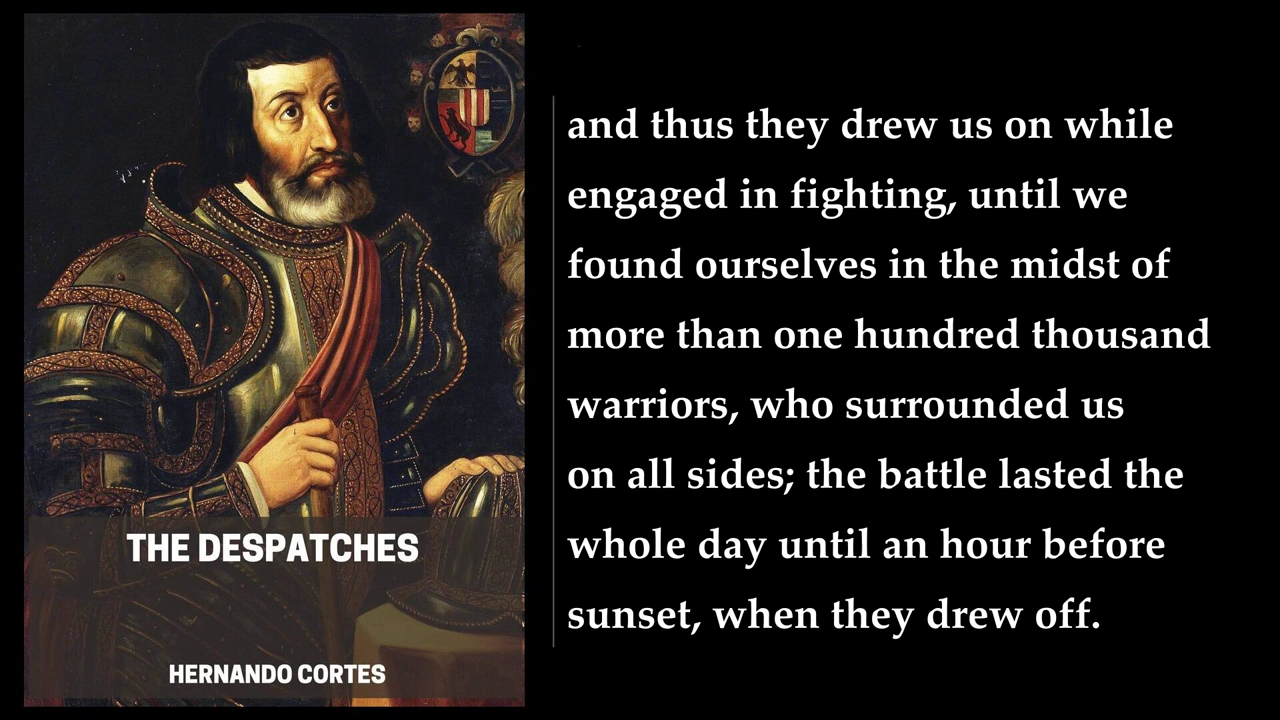 THE DESPATCHES
HERNANDO CORTES
and thus they drew us on while
engaged in fighting, until we
found ourselves in the midst of
more than one hundred thousand
warriors, who surrounded us
on all sides; the battle lasted the
whole day until an hour before
sunset, when they drew off.